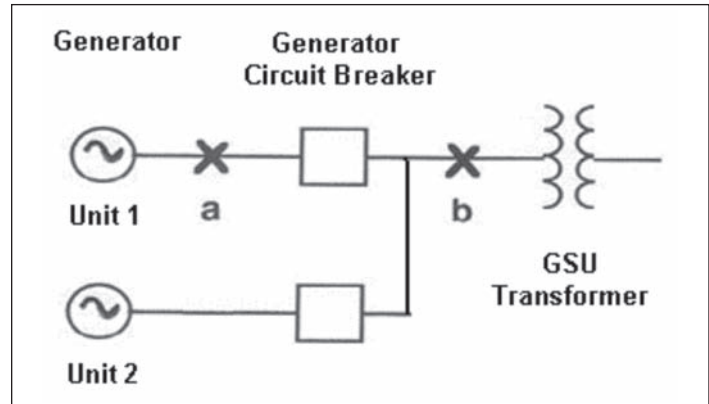 Generator
Generator
Circuit Breaker
Unit 1
a
b
GSU
Transformer
Unit 2